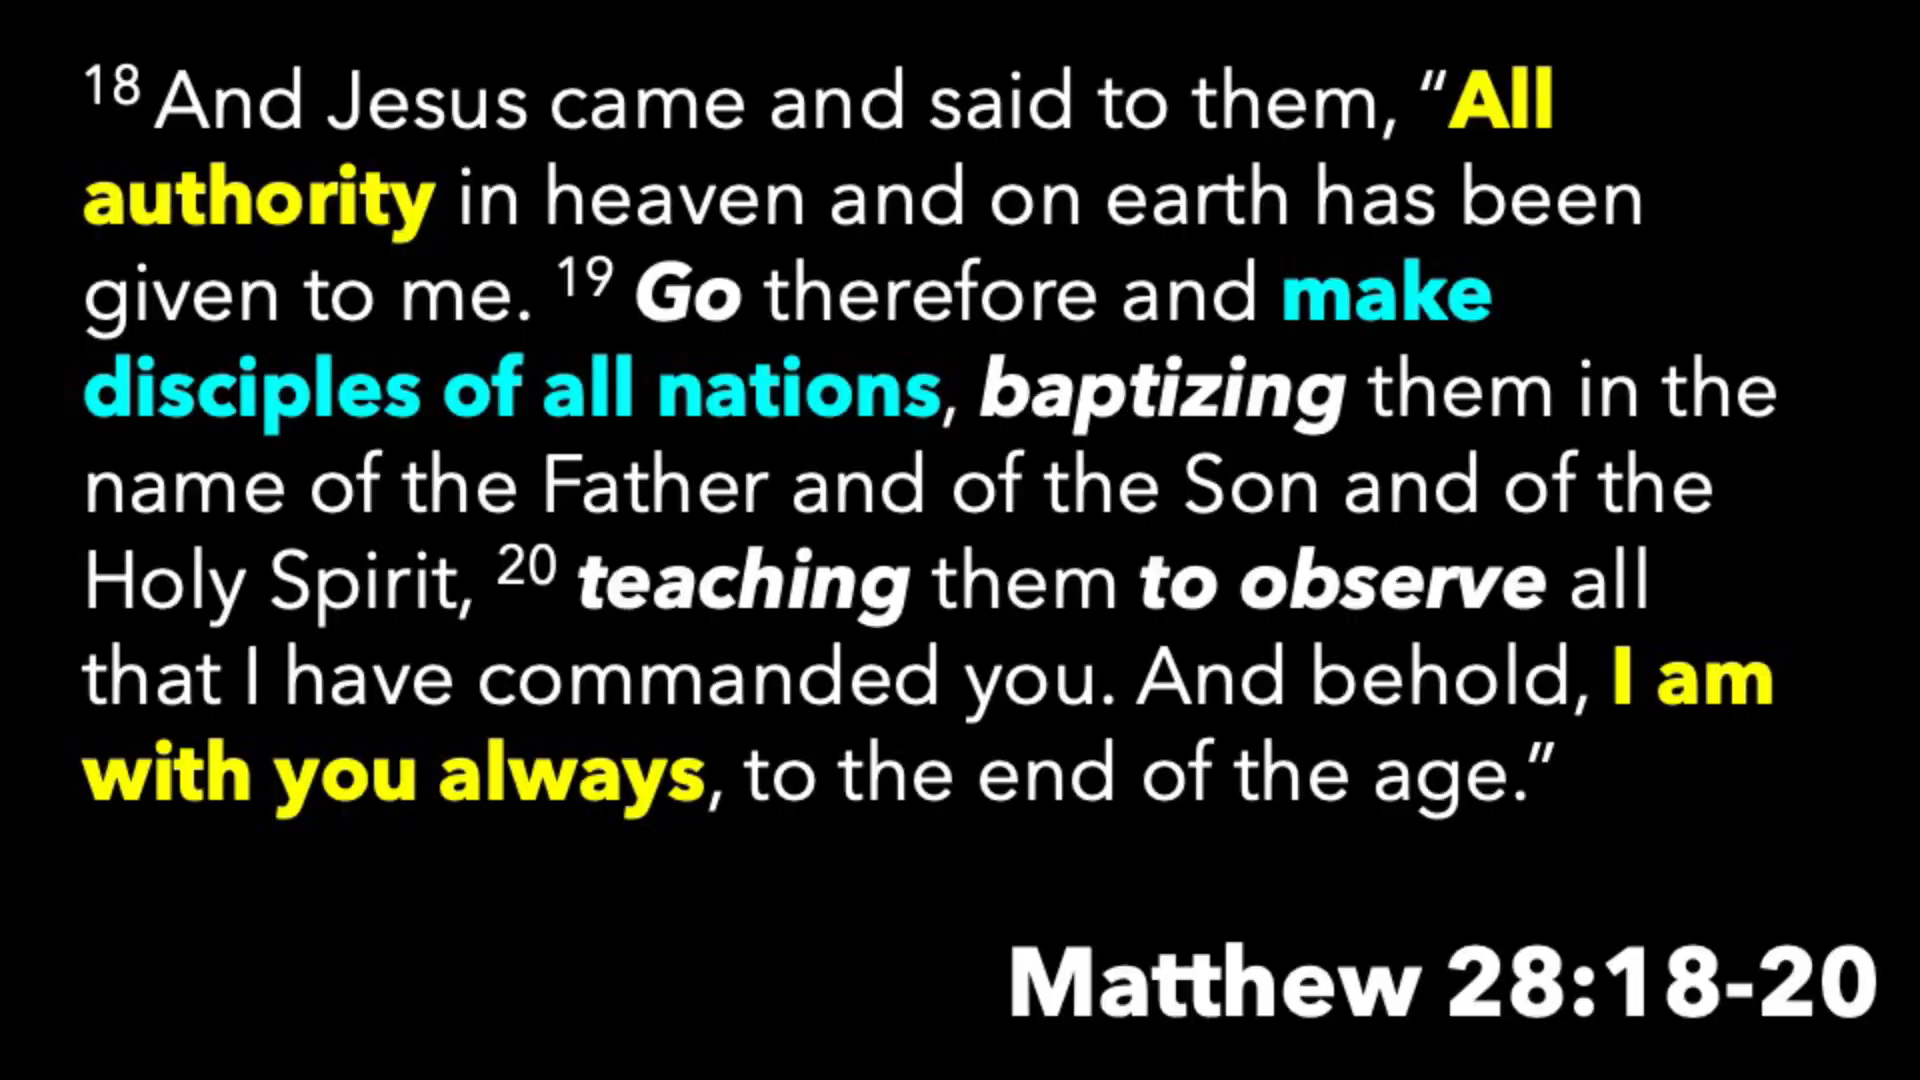 18 And Jesus came and said to them, “All
authority in heaven and on earth has been
given to me. 19 Go therefore and make
disciples of all nations, baptizing them in the
name of the Father and of the Son and of the
Holy Spirit, 20 teaching them to observe all
that I have commanded you. And behold, I am
with you always, to the end of the age.”
Matthew 28:18-20